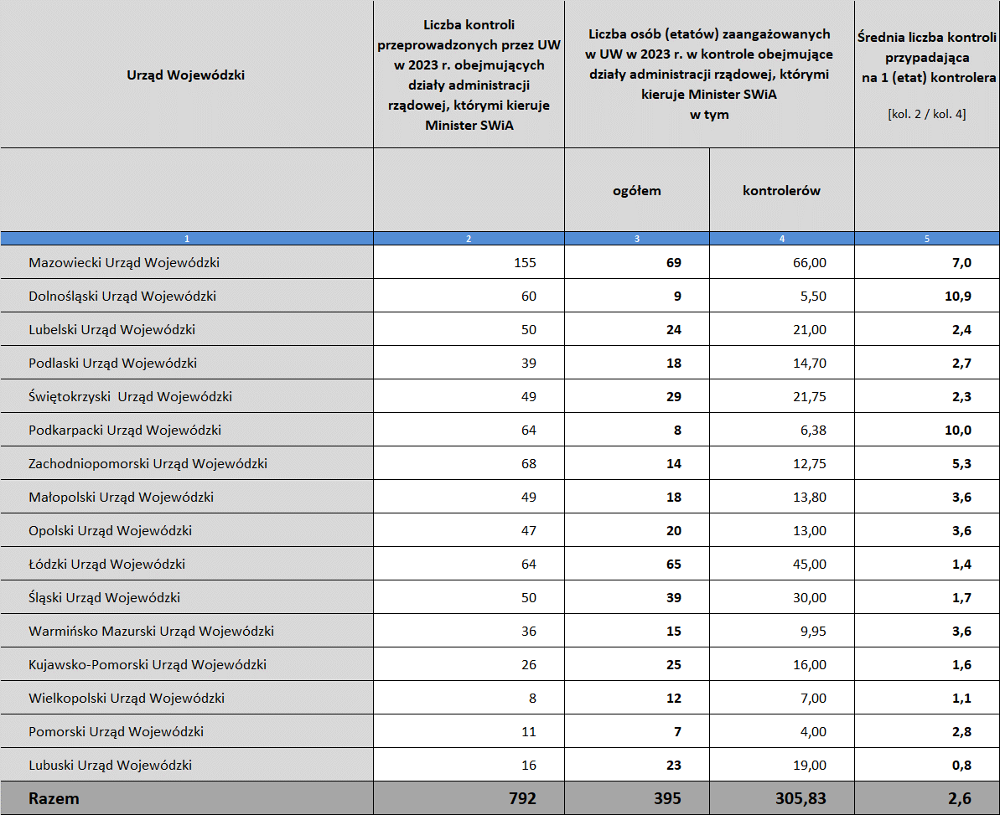 Urząd Wojewódzki
Liczba kontroli
przeprowadzonych przez UW
w 2023 r. obejmujących
działy administracji
rządowej, którymi kieruje
Minister SWiA
Liczba osób (etatów) zaangażowanych
w UW w 2023 r. w kontrole obejmujące
działy administracji rządowej, którymi
kieruje Minister SWiA
w tym
Średnia liczba kontroli
przypadająca
na 1 (etat) kontrolera
[kol. 2 / kol. 4]
ogółem kontrolerów
1 2 3 4 5
Mazowiecki Urząd Wojewódzki 155 69 66,00 7,0
Dolnośląski Urząd Wojewódzki 60 9 5,50 10,9
Lubelski Urząd Wojewódzki 50 24 21,00 2,4
Podlaski Urząd Wojewódzki 39 18 14,70 2,7
Świętokrzyski  Urząd Wojewódzki 49 29 21,75 2,3
Podkarpacki Urząd Wojewódzki 64 8 6,38 10,0
Zachodniopomorski Urząd Wojewódzki 68 14 12,75 5,3
Małopolski Urząd Wojewódzki 49 18 13,80 3,6
Opolski Urząd Wojewódzki 47 20 13,00 3,6
Łódzki Urząd Wojewódzki 64 65 45,00 1,4
Śląski Urząd Wojewódzki 50 39 30,00 1,7
Warmińsko Mazurski Urząd Wojewódzki 36 15 9,95 3,6
Kujawsko-Pomorski Urząd Wojewódzki 26 25 16,00 1,6
Wielkopolski Urząd Wojewódzki 8 12 7,00 1,1
Pomorski Urząd Wojewódzki 11 7 4,00 2,8
Lubuski Urząd Wojewódzki 16 23 19,00 0,8
Razem 792 395 305,83 2,6